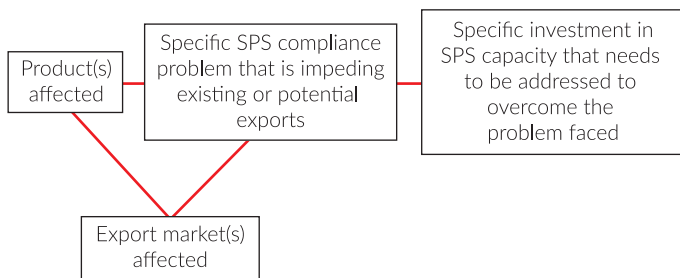 Product(s)
affected
Specific SPS compliance
problem that is impeding
existing or potential
exports
Specific investment in
SPS capacity that needs
to be addressed to
overcome the
problem faced
Export market(s)
affected